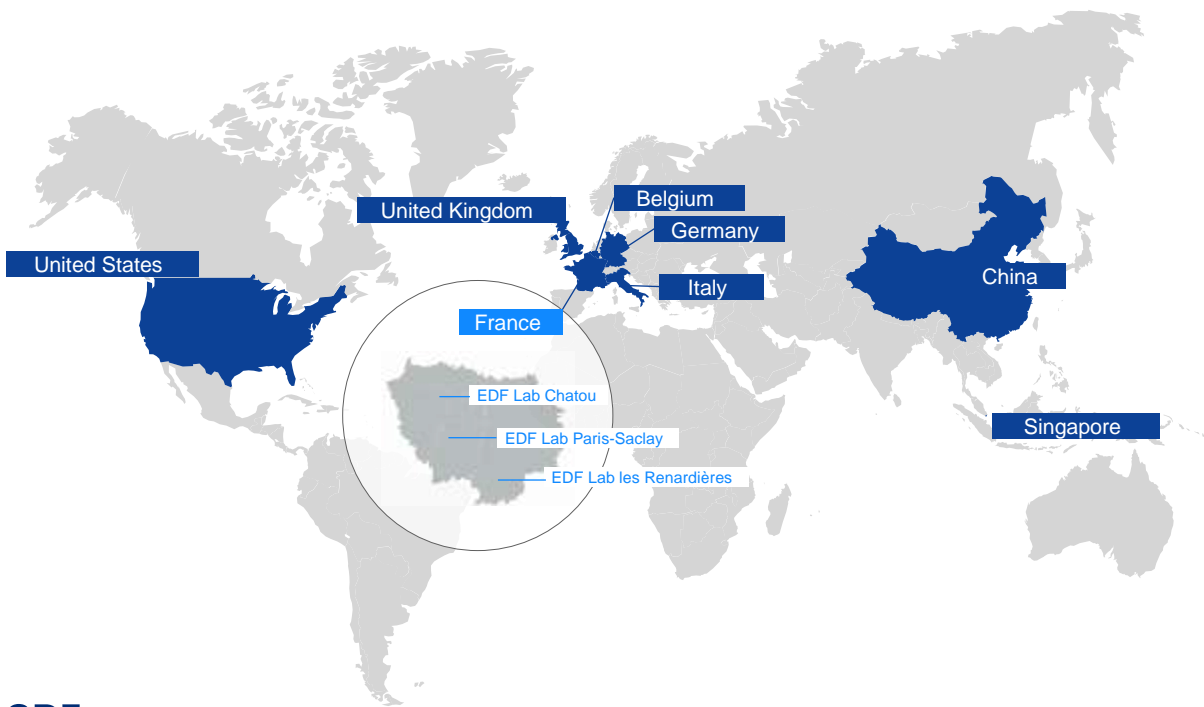 Belgium
United Kingdom
Germany
United States
China
Italy
France
EDF Lab Chatou
EDF Lab Paris-Saclay
Singapore
EDF Lab les Renardières